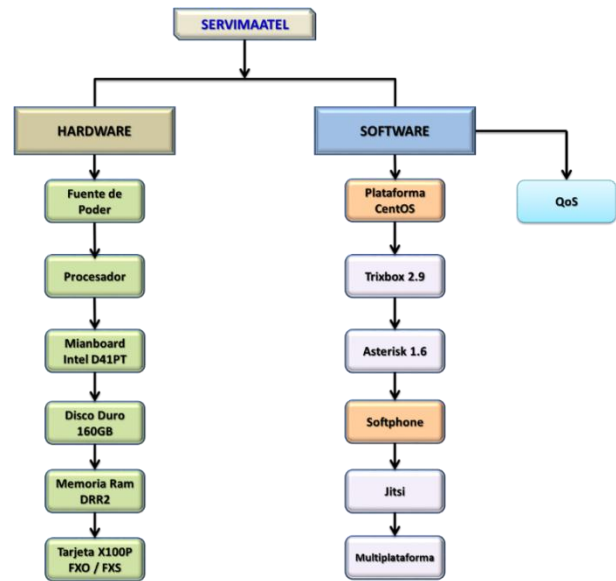 SERVIMAATEL
HARDWARE
SOFTWARE
Fuente de
Poder
Plataforma
CentOS
QoS
Procesador
Trixbox 2.9
Mianboard
Intel D41PT
Asterisk 1.6
Disco Duro
160GB
Softphone
Memoria Ram
DRR2
Jitsi
Tarjeta X100P
FXO / FXS
Multiplataforma